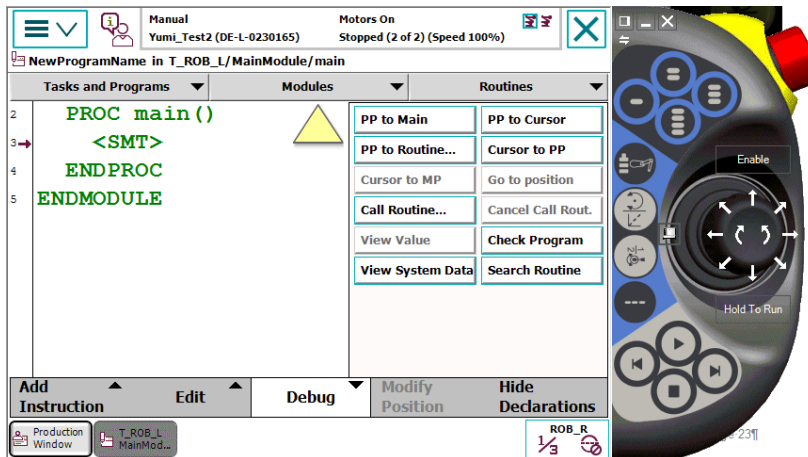 Manual
Yumi_Test2 (DE-L-0230165)
Motors On
Stopped (2 of 2) (Speed 100%)
NewProgramName in T_ROB_L/MainModule/main
Tasks and Programs
Modules
Routines
2 PROC main()
3 <SMT>
4 ENDPROC
5 ENDMODULE
PP to Main
PP to Cursor
PP to Routine...
Cursor to PP
Cursor to MP
Go to position
Call Routine...
Cancel Call Rout.
View Value
Check Program
View System Data
Search Routine
Add
Instruction
Edit
Debug
Modify
Position
Hide
Declarations
Production
Window
T_ROB_L
MainMod...
ROB_R
1/3
Enable
Hold To Run
23¶